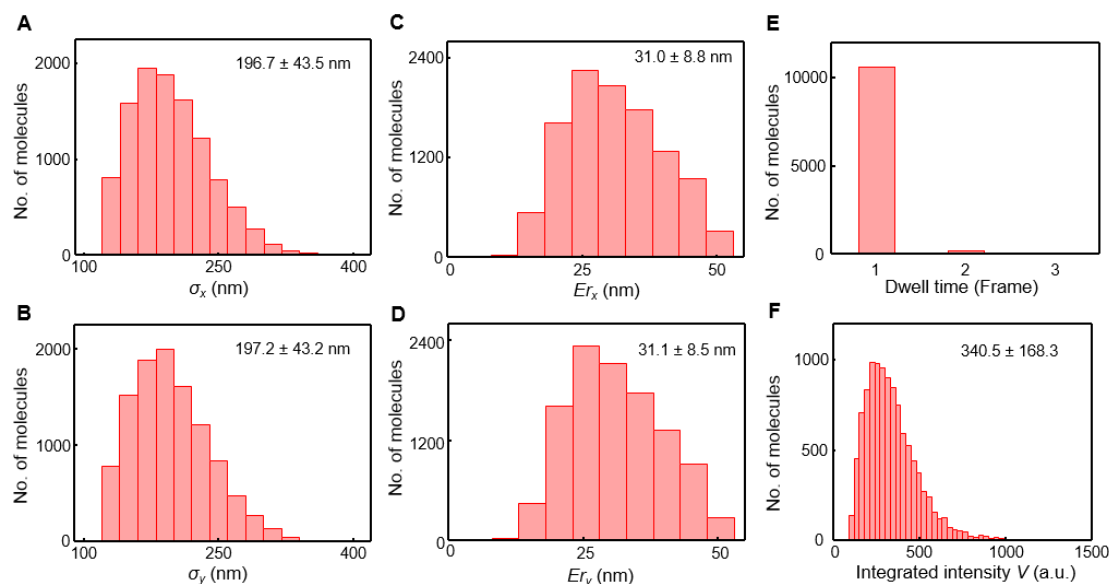 A
196.7 ± 43.5 nm
No. of molecules
2000
1000
0
100
250
400
σx (nm)
B
197.2 ± 43.2 nm
No. of molecules
2000
1000
0
100
250
400
σy (nm)
C
31.0 ± 8.8 nm
No. of molecules
2400
1200
0
0
25
50
Erx (nm)
D
31.1 ± 8.5 nm
No. of molecules
2400
1200
0
0
25
50
Ery (nm)
E
No. of molecules
10000
5000
0
1
2
3
Dwell time (Frame)
F
340.5 ± 168.3
No. of molecules
1000
500
0
0
500
1000
1500
Integrated intensity V (a.u.)